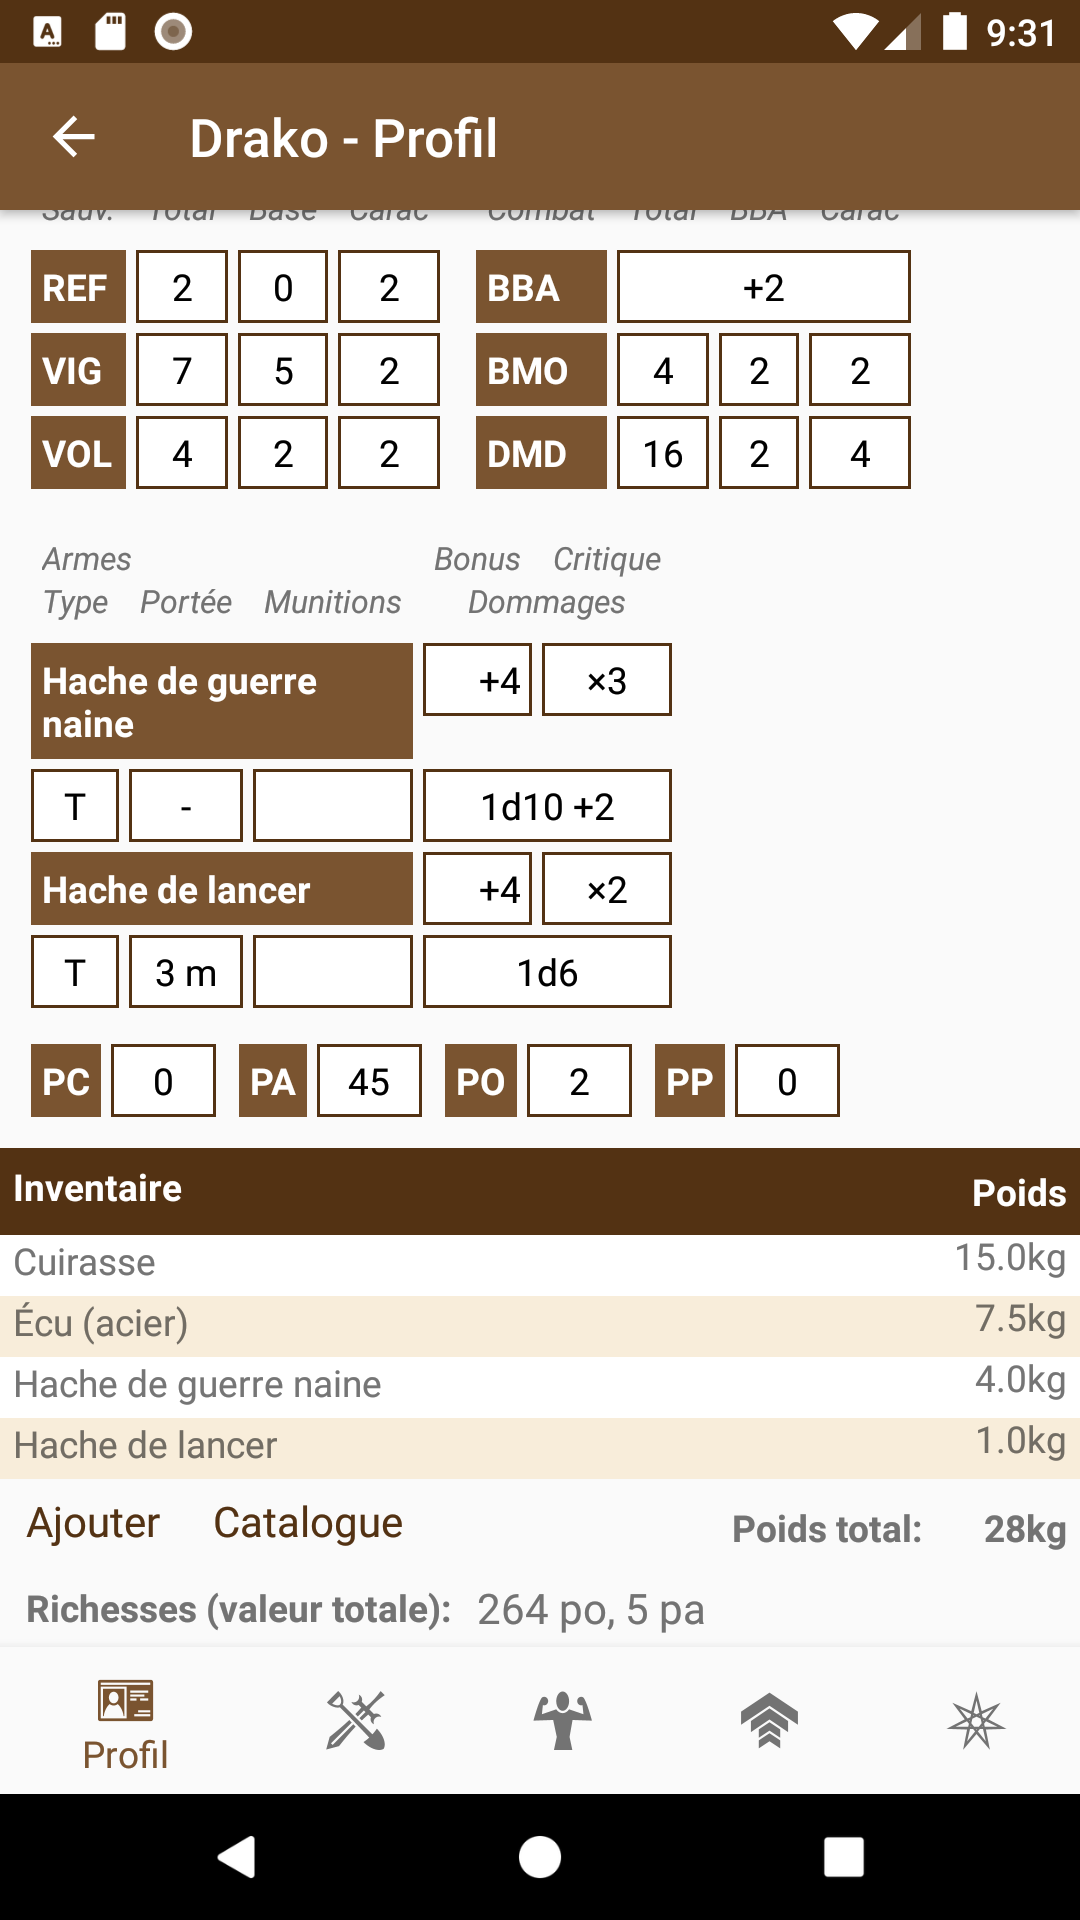 9:31
Drako - Profil
Sauv. Total Base Carac Combat Total BBA Carac
REF 2 0 2 BBA +2
VIG 7 5 2 BMO 4 2 2
VOL 4 2 2 DMD 16 2 4
Armes Bonus Critique
Type Portée Munitions Dommages
Hache de guerre naine +4 ×3
T - 1d10 +2
Hache de lancer +4 ×2
T 3 m 1d6
PC 0 PA 45 PO 2 PP 0
Inventaire Poids
Cuirasse 15.0kg
Écu (acier) 7.5kg
Hache de guerre naine 4.0kg
Hache de lancer 1.0kg
Ajouter Catalogue Poids total: 28kg
Richesses (valeur totale): 264 po, 5 pa
Profil